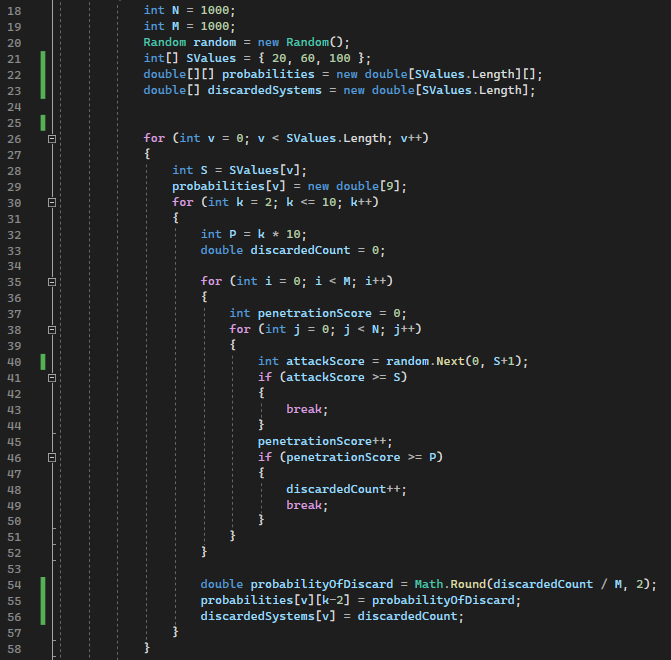 18 int N = 1000;
19 int M = 1000;
20 Random random = new Random();
21 int[] SValues = { 20, 60, 100 };
22 double[][] probabilities = new double[SValues.Length][];
23 double[] discardedSystems = new double[SValues.Length];
24
25
26 for (int v = 0; v < SValues.Length; v++)
27 {
28 int S = SValues[v];
29 probabilities[v] = new double[9];
30 for (int k = 2; k <= 10; k++)
31 {
32 int P = k * 10;
33 double discardedCount = 0;
34
35 for (int i = 0; i < M; i++)
36 {
37 int penetrationScore = 0;
38 for (int j = 0; j < N; j++)
39 {
40 int attackScore = random.Next(0, S+1);
41 if (attackScore >= S)
42 {
43 break;
44 }
45 penetrationScore++;
46 if (penetrationScore >= P)
47 {
48 discardedCount++;
49 break;
50 }
51 }
52 }
53
54 double probabilityOfDiscard = Math.Round(discardedCount / M, 2);
55 probabilities[v][k-2] = probabilityOfDiscard;
56 discardedSystems[v] = discardedCount;
57 }
58 }